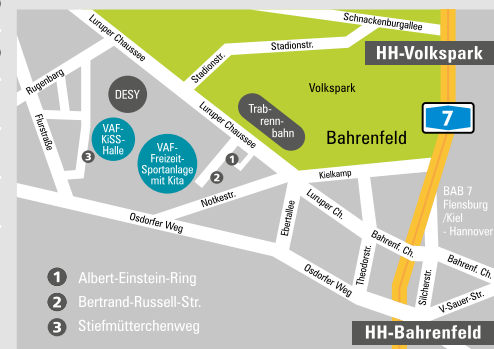 Schnackenburgallee
Luruper Chaussee
Stadionstr.
HH-Volkspark
Stadionstr.
Rugenberg
Volkspark
DESY
Trab-
renn-
bahn
7
Flurstraße
VAF-
KiSS-
Halle
Luruper Chaussee
Bahrenfeld
VAF-
Freizeit-
Sportanlage
mit Kita
3
1
2
Kielkamp
Notkestr.
BAB 7
Flensburg
/Kiel
- Hannover
Luruper Ch.
Osdorfer Weg
Ebertallee
Bahrenf. Ch.
Bahrenf. Ch.
Theodorstr.
Osdorfer Weg
Silcherstr.
V-Sauer-Str.
1 Albert-Einstein-Ring
2 Bertrand-Russell-Str.
3 Stiefmütterchenweg
HH-Bahrenfeld